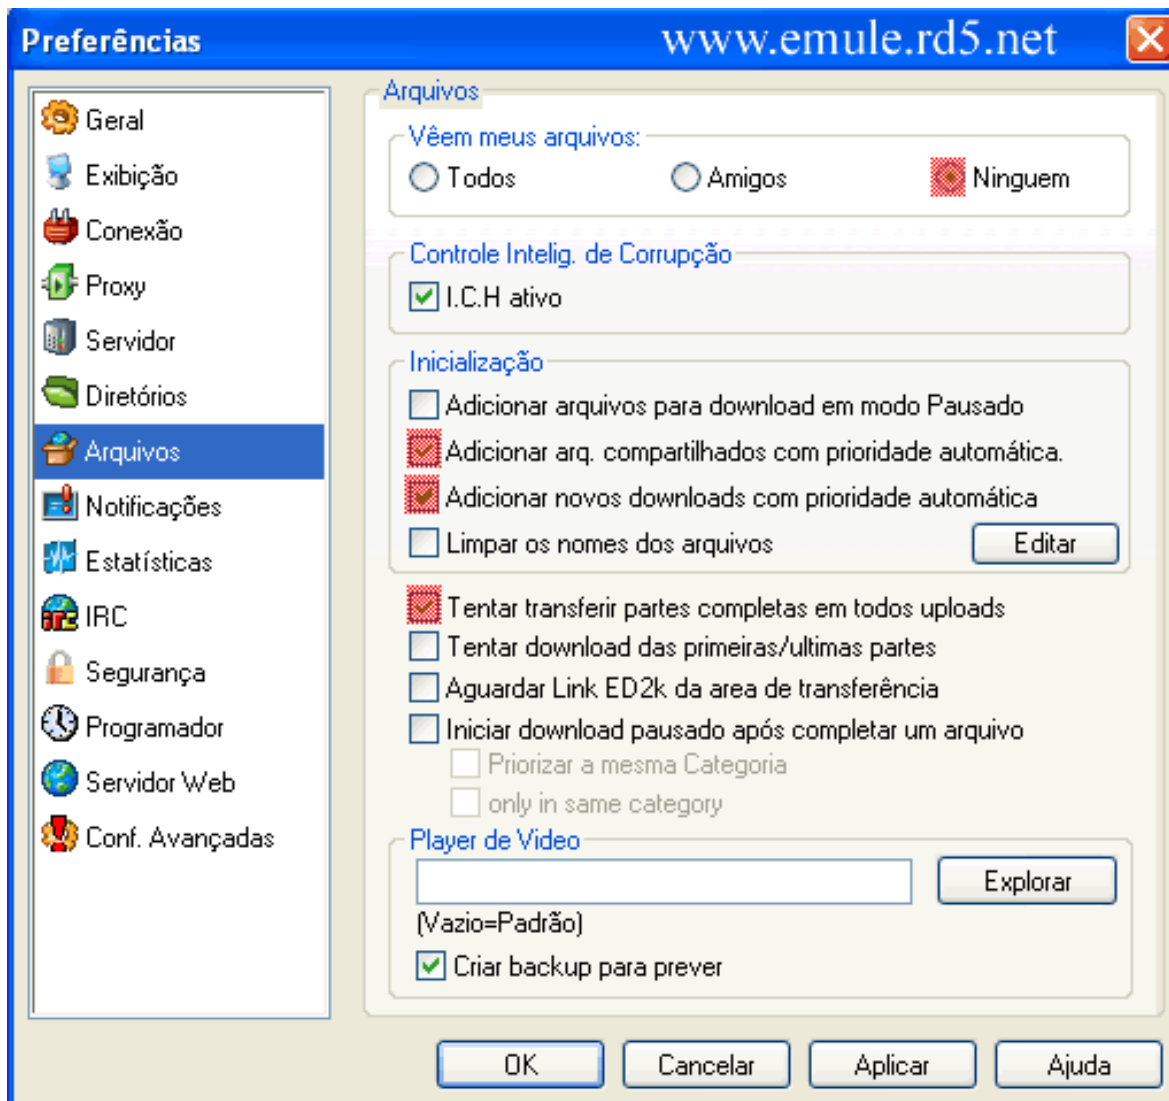 Preferências
www.emule.rd5.net
Geral
Exibição
Conexão
Proxy
Servidor
Diretórios
Arquivos
Notificações
Estatísticas
IRC
Segurança
Programador
Servidor Web
Conf. Avançadas
Arquivos
Vêem meus arquivos:
Todos
Amigos
Ninguem
Controle Intelig. de Corrupção
I.C.H ativo
Inicialização
Adicionar arquivos para download em modo Pausado
Adicionar arq. compartilhados com prioridade automática.
Adicionar novos downloads com prioridade automática
Limpar os nomes dos arquivos
Editar
Tentar transferir partes completas em todos uploads
Tentar download das primeiras/ultimas partes
Aguardar Link ED2k da area de transferência
Iniciar download pausado após completar um arquivo
Priorizar a mesma Categoria
only in same category
Player de Video
Explorar
(Vazio=Padrão)
Criar backup para prever
OK
Cancelar
Aplicar
Ajuda